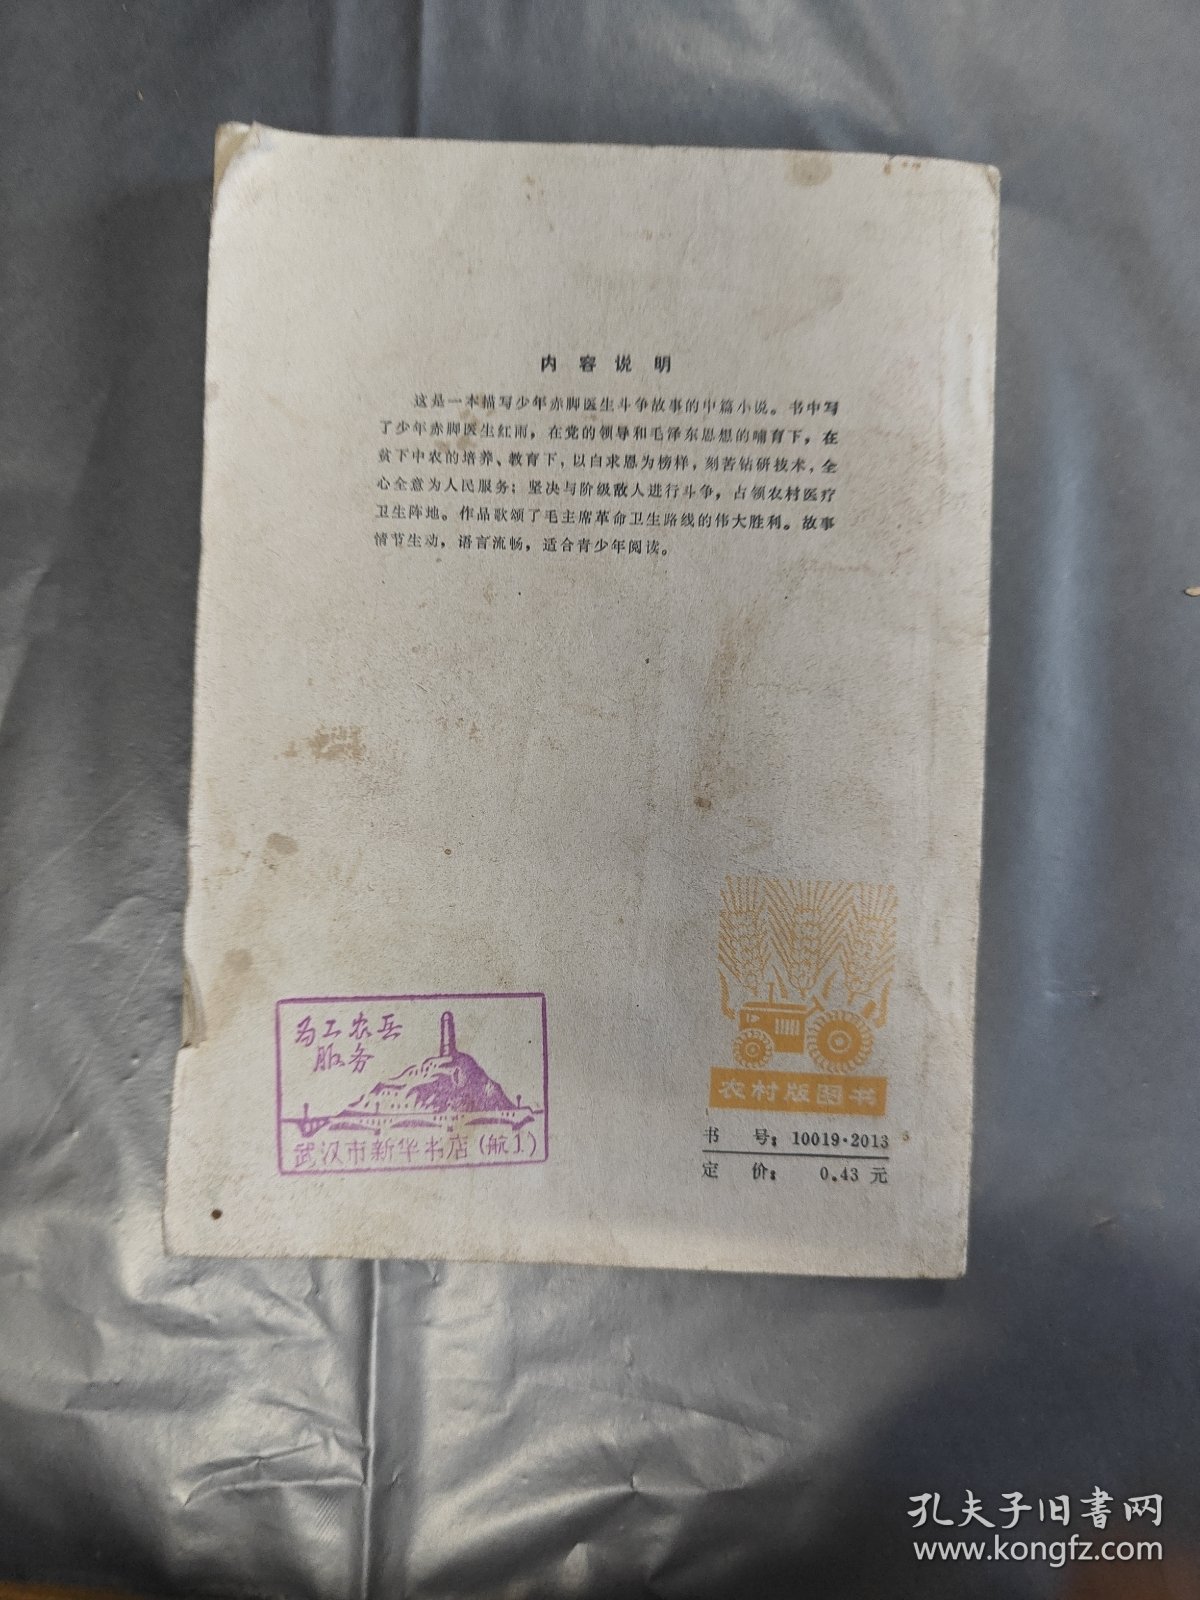 内容说明
这是一本描写少年赤脚医生斗争故事的中篇小说。书中写
了少年赤脚医生红雨，在党的领导和毛泽东思想的哺育下，在
贫下中农的培养、教育下，以白求恩为榜样，刻苦钻研技术，全
心全意为人民服务；坚决与阶级敌人进行斗争，占领农村医疗
卫生阵地。作品歌颂了毛主席革命卫生路线的伟大胜利。故事
情节生动，语言流畅，适合青少年阅读。
为工农兵
服务
武汉市新华书店(航工)
农村版图书
书 号：10019·2013
定 价： 0.43 元
孔夫子旧書网
www.kongfz.com